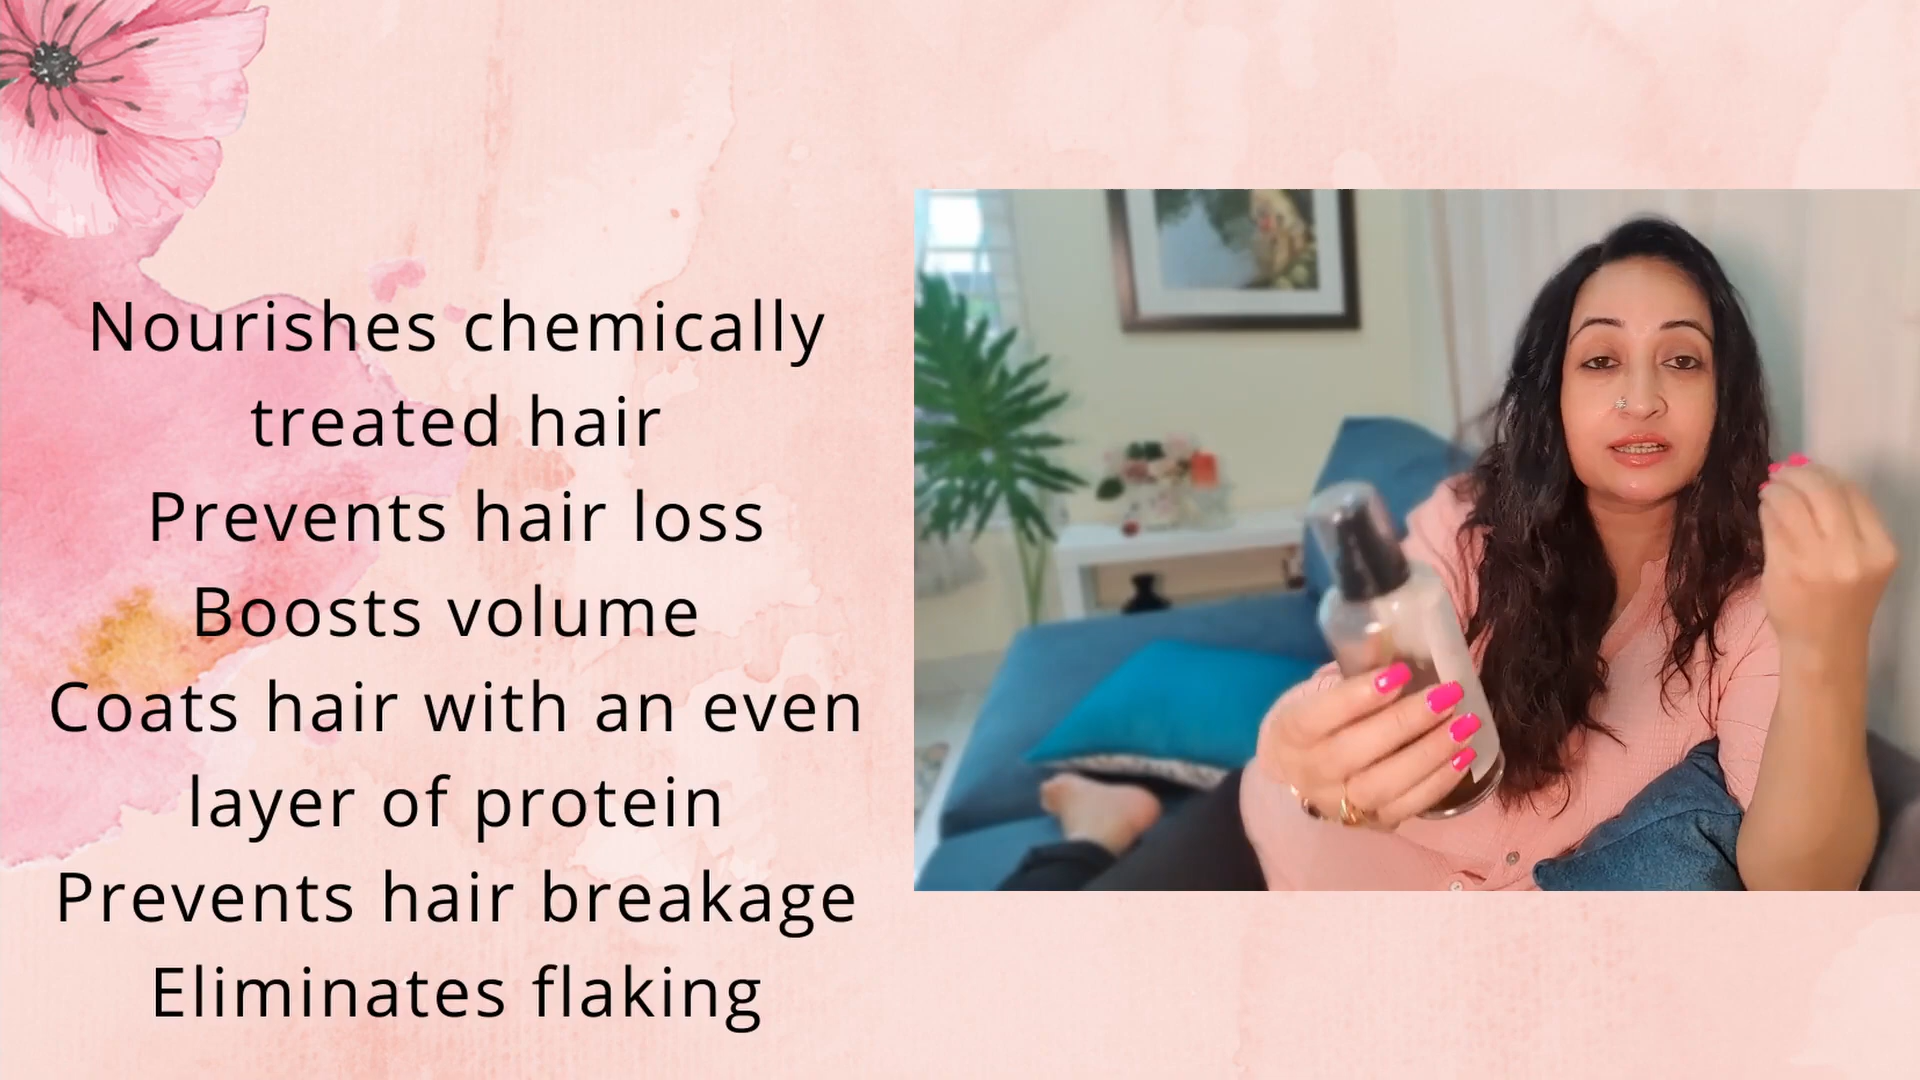 Nourishes chemically
treated hair
Prevents hair loss
Boosts volume
Coats hair with an even
layer of protein
Prevents hair breakage
Eliminates flaking